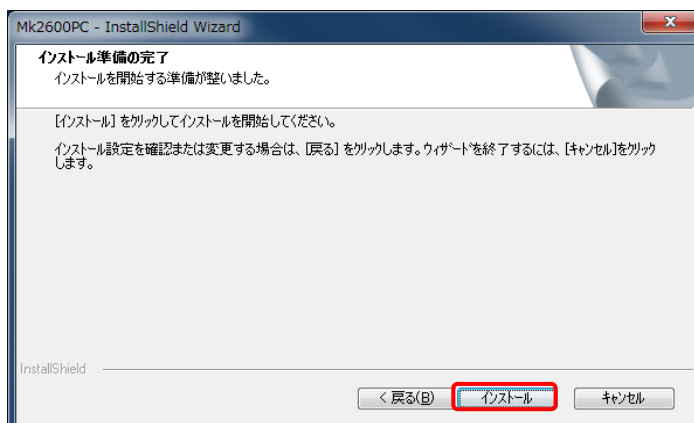 Mk2600PC - InstallShield Wizard
インストール準備の完了
インストールを開始する準備が整いました。
[インストール] をクリックしてインストールを開始してください。
インストール設定を確認または変更する場合は、[戻る] をクリックします。ウィザードを終了するには、[キャンセル]をクリック
します。
InstallShield
< 戻る(B)
インストール
キャンセル